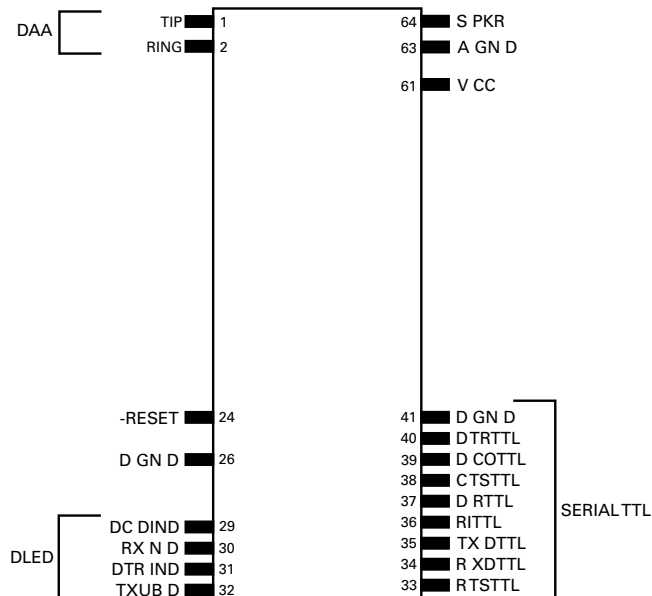 DAA
TIP 1
RING 2
64 S PKR
63 A GN D
61 V CC
-RESET 24
D GN D 26
DLED
DC DIND 29
RX N D 30
DTR IND 31
TXUB D 32
41 D GN D
40 DTRTTL
39 D COTTL
38 CTSTTL
37 D RTTL
36 RITTL
35 TX DTTL
34 R XDTTL
33 RTSTTL
SERIALTTL